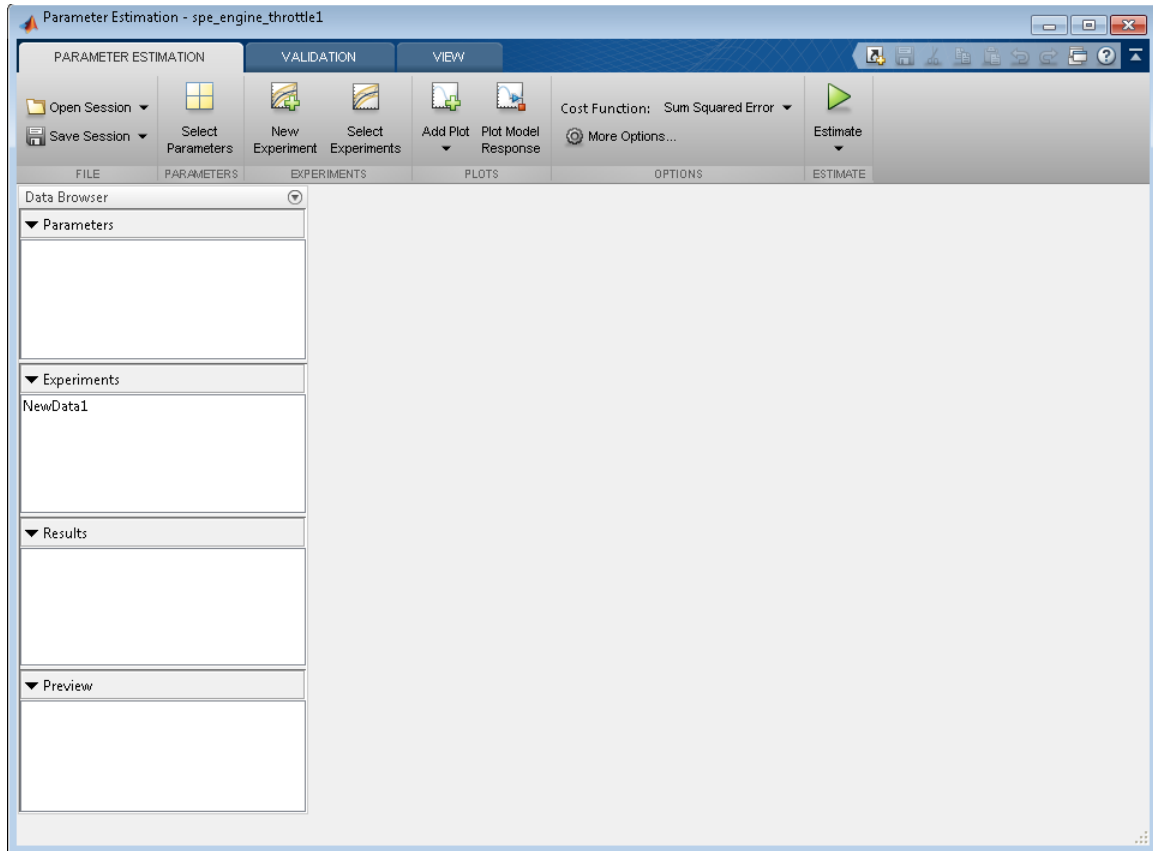 Parameter Estimation - spe_engine_throttle1
PARAMETER ESTIMATION VALIDATION VIEW
Open Session
Save Session
Select Parameters
New Experiment
Select Experiments
Add Plot
Plot Model Response
Cost Function: Sum Squared Error
More Options...
Estimate
FILE PARAMETERS EXPERIMENTS PLOTS OPTIONS ESTIMATE
Data Browser
Parameters
Experiments
NewData1
Results
Preview